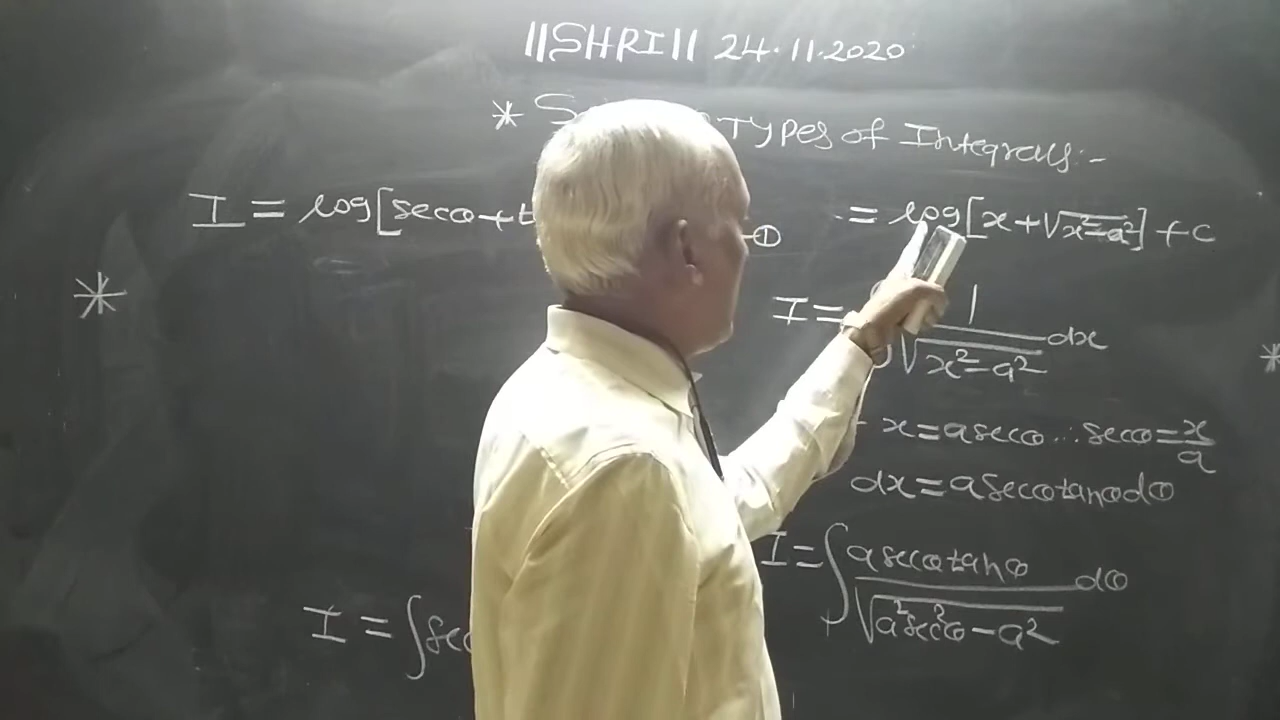 ||SHRI|| 24.11.2020
* Types of Integrals:-
I = log[secθ+t
-①
= log[x+√x²-a²]+c
*
I = ∫ 1/√x²-a² dx
*
x=asecθ ∴ secθ=x/a
dx=asecθtanθdθ
I=∫ asecθtanθ/√a²sec²θ-a² dθ
I = ∫sec